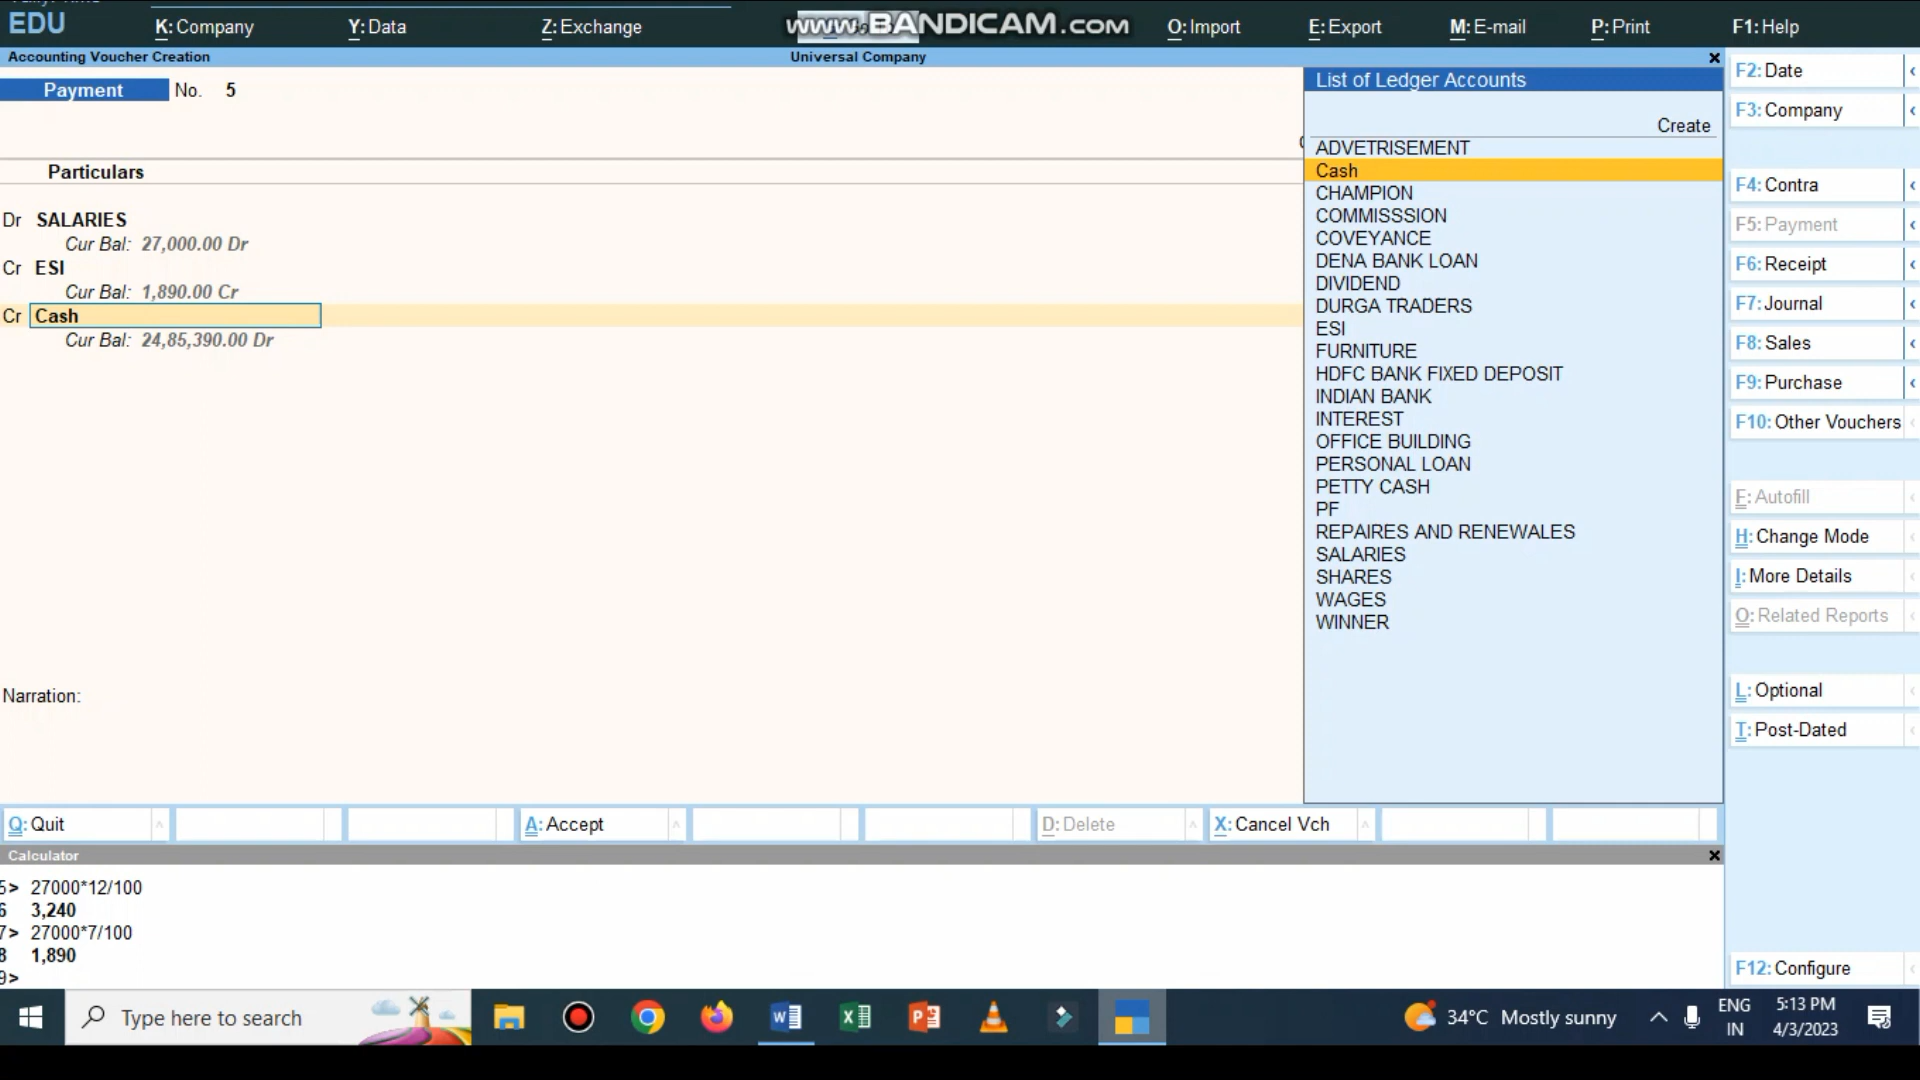 EDU
K: Company
Y: Data
Z: Exchange
www.BANDICAM.com
O: Import
E: Export
M: E-mail
P: Print
F1: Help
Accounting Voucher Creation
Universal Company
Payment No. 5
Particulars
Dr SALARIES
Cur Bal: 27,000.00 Dr
Cr ESI
Cur Bal: 1,890.00 Cr
Cr Cash
Cur Bal: 24,85,390.00 Dr
Narration:
List of Ledger Accounts
Create
ADVETRISEMENT
Cash
CHAMPION
COMMISSSION
COVEYANCE
DENA BANK LOAN
DIVIDEND
DURGA TRADERS
ESI
FURNITURE
HDFC BANK FIXED DEPOSIT
INDIAN BANK
INTEREST
OFFICE BUILDING
PERSONAL LOAN
PETTY CASH
PF
REPAIRES AND RENEWALES
SALARIES
SHARES
WAGES
WINNER
F2: Date
F3: Company
F4: Contra
F5: Payment
F6: Receipt
F7: Journal
F8: Sales
F9: Purchase
F10: Other Vouchers
F: Autofill
H: Change Mode
I: More Details
O: Related Reports
L: Optional
T: Post-Dated
F12: Configure
Q: Quit
A: Accept
D: Delete
X: Cancel Vch
Calculator
5> 27000*12/100
6 3,240
7> 27000*7/100
8 1,890
9>
Type here to search
34°C Mostly sunny
ENG
IN
5:13 PM
4/3/2023